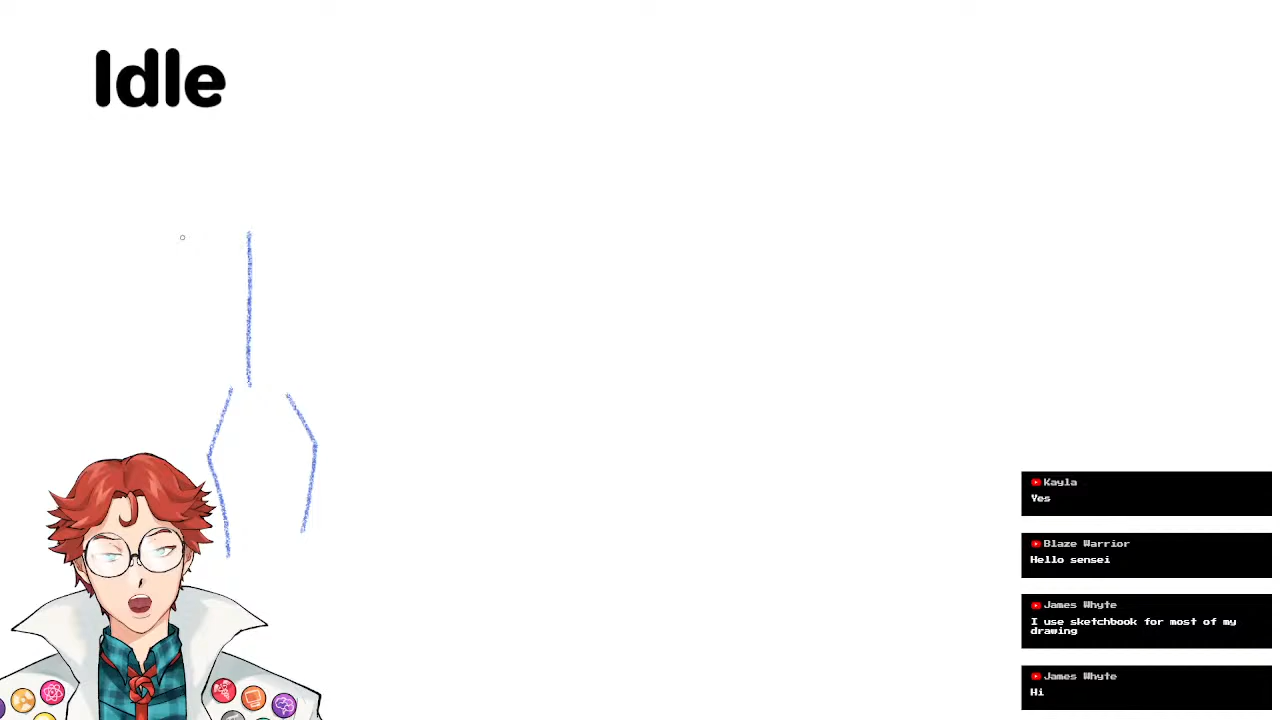 Idle
Kayla
Yes
Blaze Warrior
Hello sensei
James Whyte
I use sketchbook for most of my
drawing
James Whyte
Hi